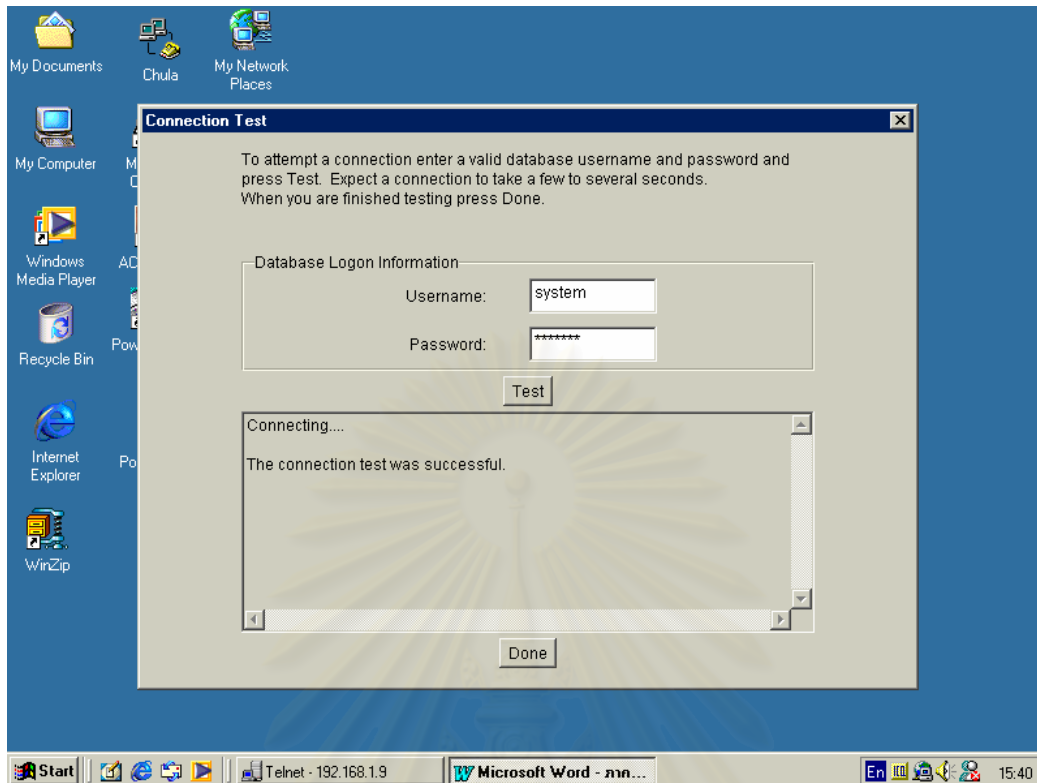 My Documents
Chula
My Network
Places
Connection Test
My Computer
To attempt a connection enter a valid database username and password and
press Test. Expect a connection to take a few to several seconds.
When you are finished testing press Done.
Windows
Media Player
Database Logon Information
Username:
system
Password:
*******
Recycle Bin
Test
Connecting....
The connection test was successful.
Internet
Explorer
WinZip
Done
Start
Telnet - 192.168.1.9
Microsoft Word - ภาค...
En
15:40